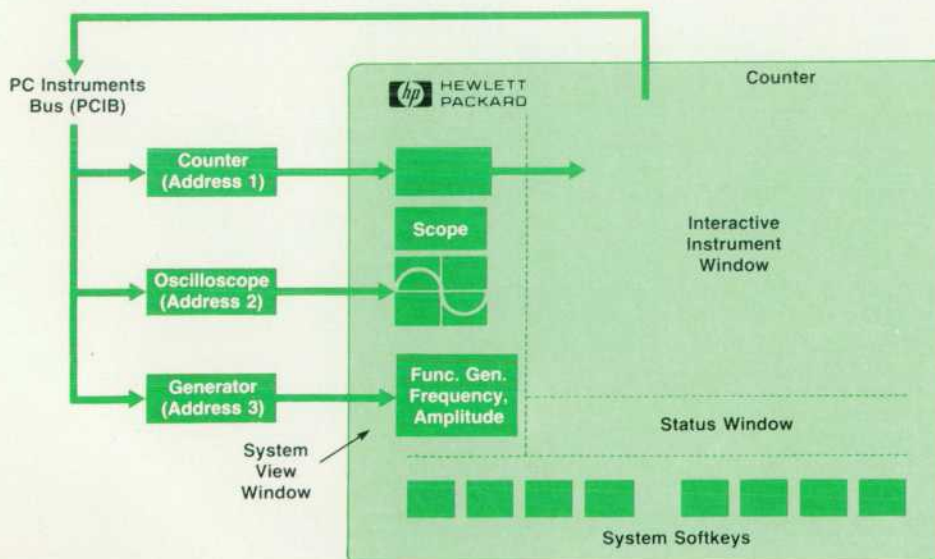 PC Instruments
Bus (PCIB)
Counter
(Address 1)
Oscilloscope
(Address 2)
Generator
(Address 3)
System
View
Window
hp
HEWLETT
PACKARD
Counter
Scope
Func. Gen.
Frequency,
Amplitude
Interactive
Instrument
Window
Status Window
System Softkeys